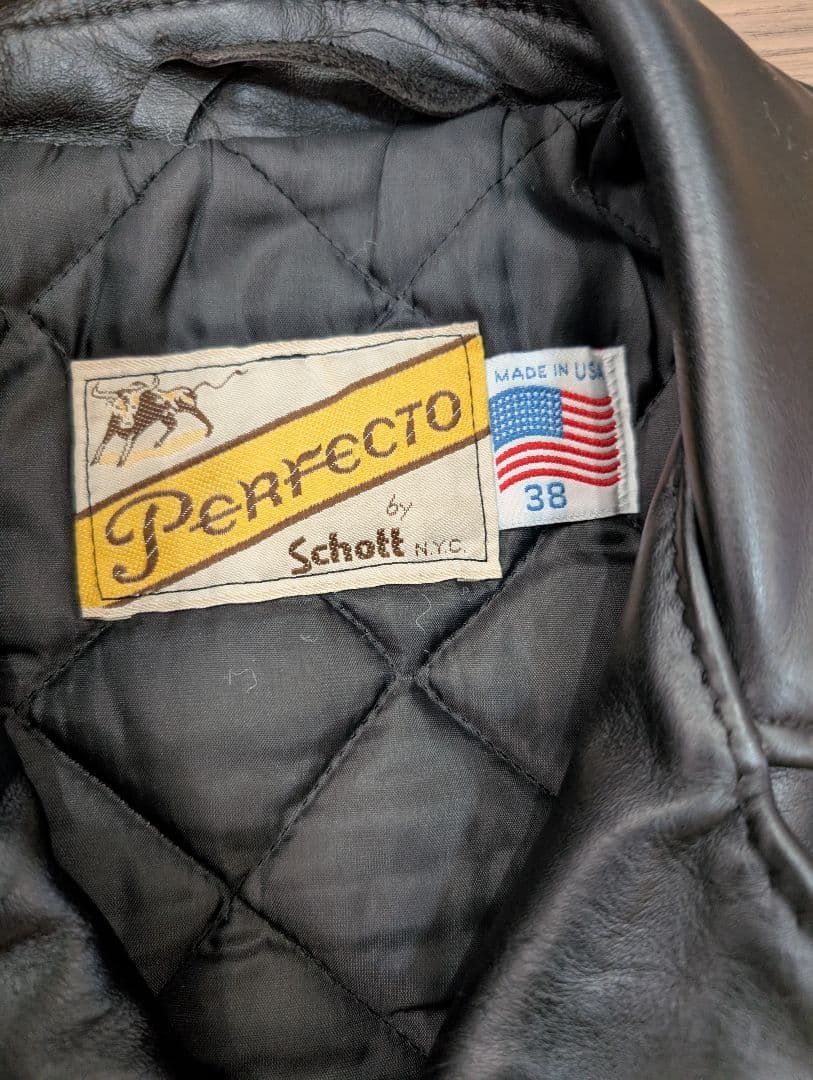 PERFECTO
by
Schott N.Y.C.
MADE IN USA
38